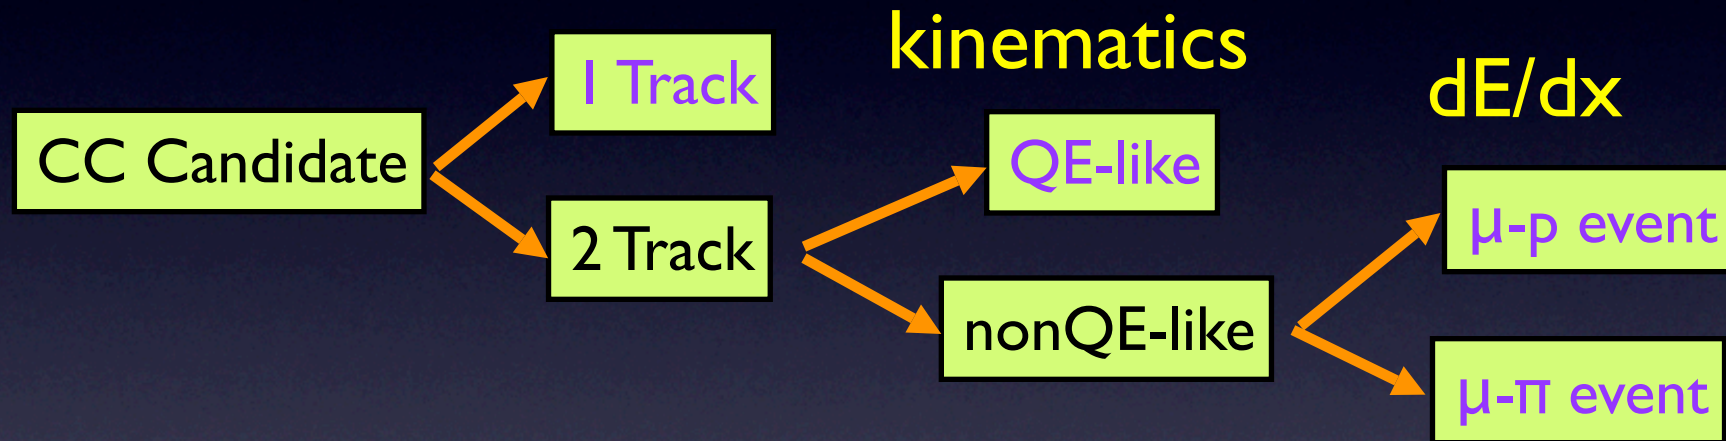 kinematics
dE/dx
CC Candidate
1 Track
2 Track
QE-like
nonQE-like
μ-p event
μ-π event